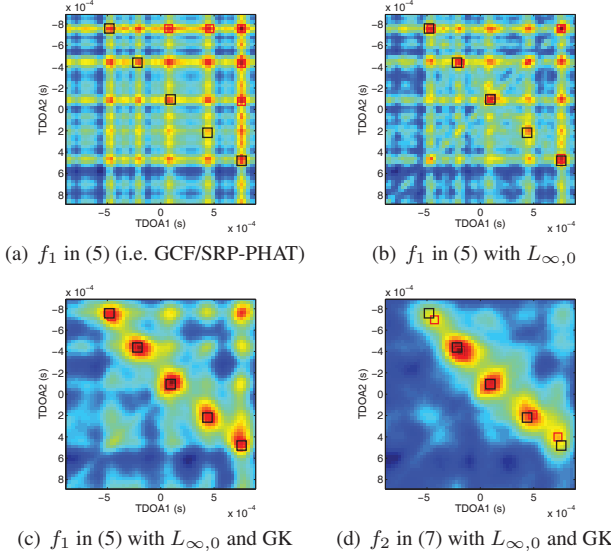 x 10⁻⁴
-8
-6
-4
-2
0
2
4
6
8
TDOA2 (s)
-5 0 5
TDOA1 (s) x 10⁻⁴
(a) f₁ in (5) (i.e. GCF/SRP-PHAT)
x 10⁻⁴
-8
-6
-4
-2
0
2
4
6
8
TDOA2 (s)
-5 0 5
TDOA1 (s) x 10⁻⁴
(b) f₁ in (5) with L∞,0
x 10⁻⁴
-8
-6
-4
-2
0
2
4
6
8
TDOA2 (s)
-5 0 5
TDOA1 (s) x 10⁻⁴
(c) f₁ in (5) with L∞,0 and GK
x 10⁻⁴
-8
-6
-4
-2
0
2
4
6
8
TDOA2 (s)
-5 0 5
TDOA1 (s) x 10⁻⁴
(d) f₂ in (7) with L∞,0 and GK